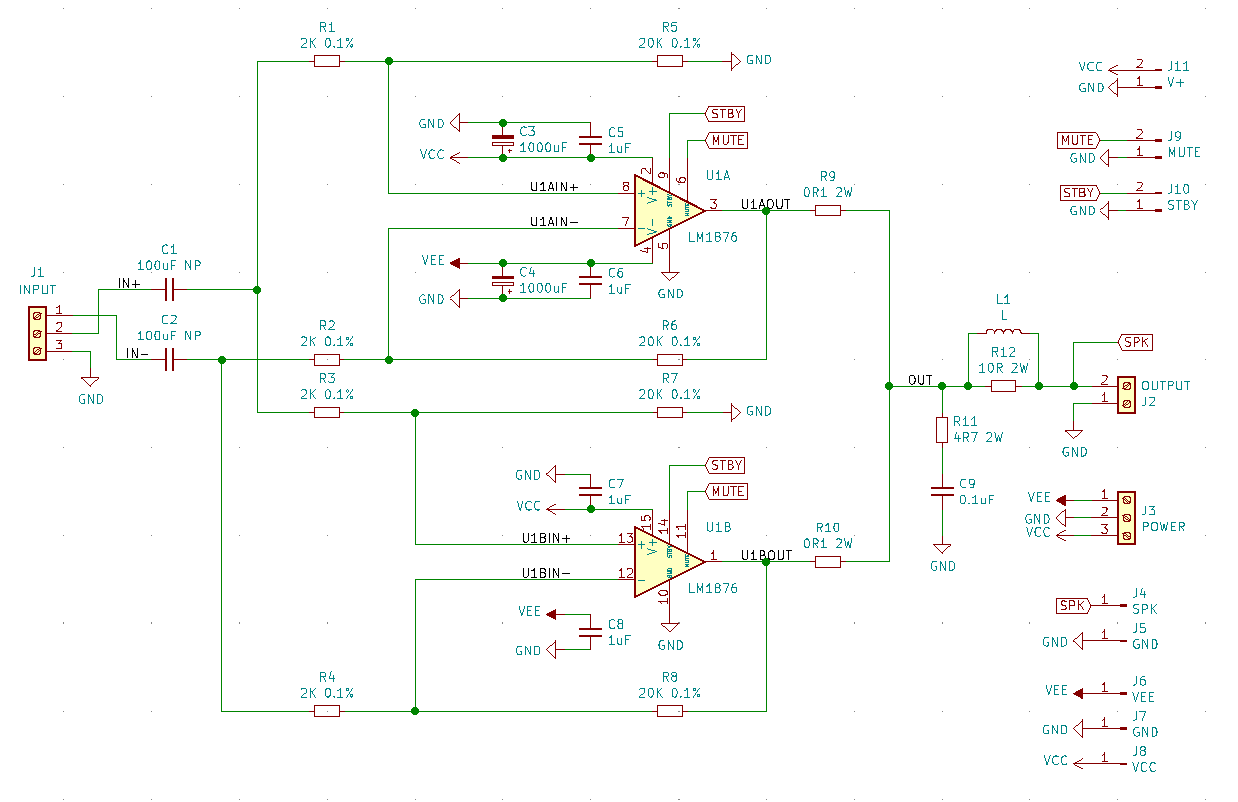 R1
2K 0.1%
R5
20K 0.1%
GND
VCC
2
J11
GND
1
V+
STBY
GND
C3
1000uF
C5
1uF
VCC
MUTE
MUTE
2
J9
GND
1
MUTE
2
9
6
U1A
U1AIN+
8
+
V+
STBY
MUTE
R9
0R1 2W
STBY
2
J10
GND
1
STBY
3
U1AOUT
U1AIN-
7
-
V-
GND
LM1876
4
5
VEE
C4
1000uF
C6
1uF
GND
GND
C1
100uF NP
J1
INPUT
IN+
1
2
3
C2
100uF NP
IN-
GND
R2
2K 0.1%
R6
20K 0.1%
R3
2K 0.1%
R7
20K 0.1%
GND
L1
L
R12
10R 2W
SPK
OUT
2
OUTPUT
1
J2
GND
R11
4R7 2W
C9
0.1uF
GND
VEE
1
GND
2
J3
VCC
3
POWER
STBY
GND
C7
1uF
MUTE
VCC
15
14
11
U1B
U1BIN+
13
+
V+
STBY
MUTE
R10
0R1 2W
1
U1BOUT
U1BIN-
12
-
GND
LM1876
10
VEE
C8
1uF
GND
GND
R4
2K 0.1%
R8
20K 0.1%
SPK
1
J4
SPK
GND
1
J5
GND
VEE
1
J6
VEE
GND
1
J7
GND
VCC
1
J8
VCC